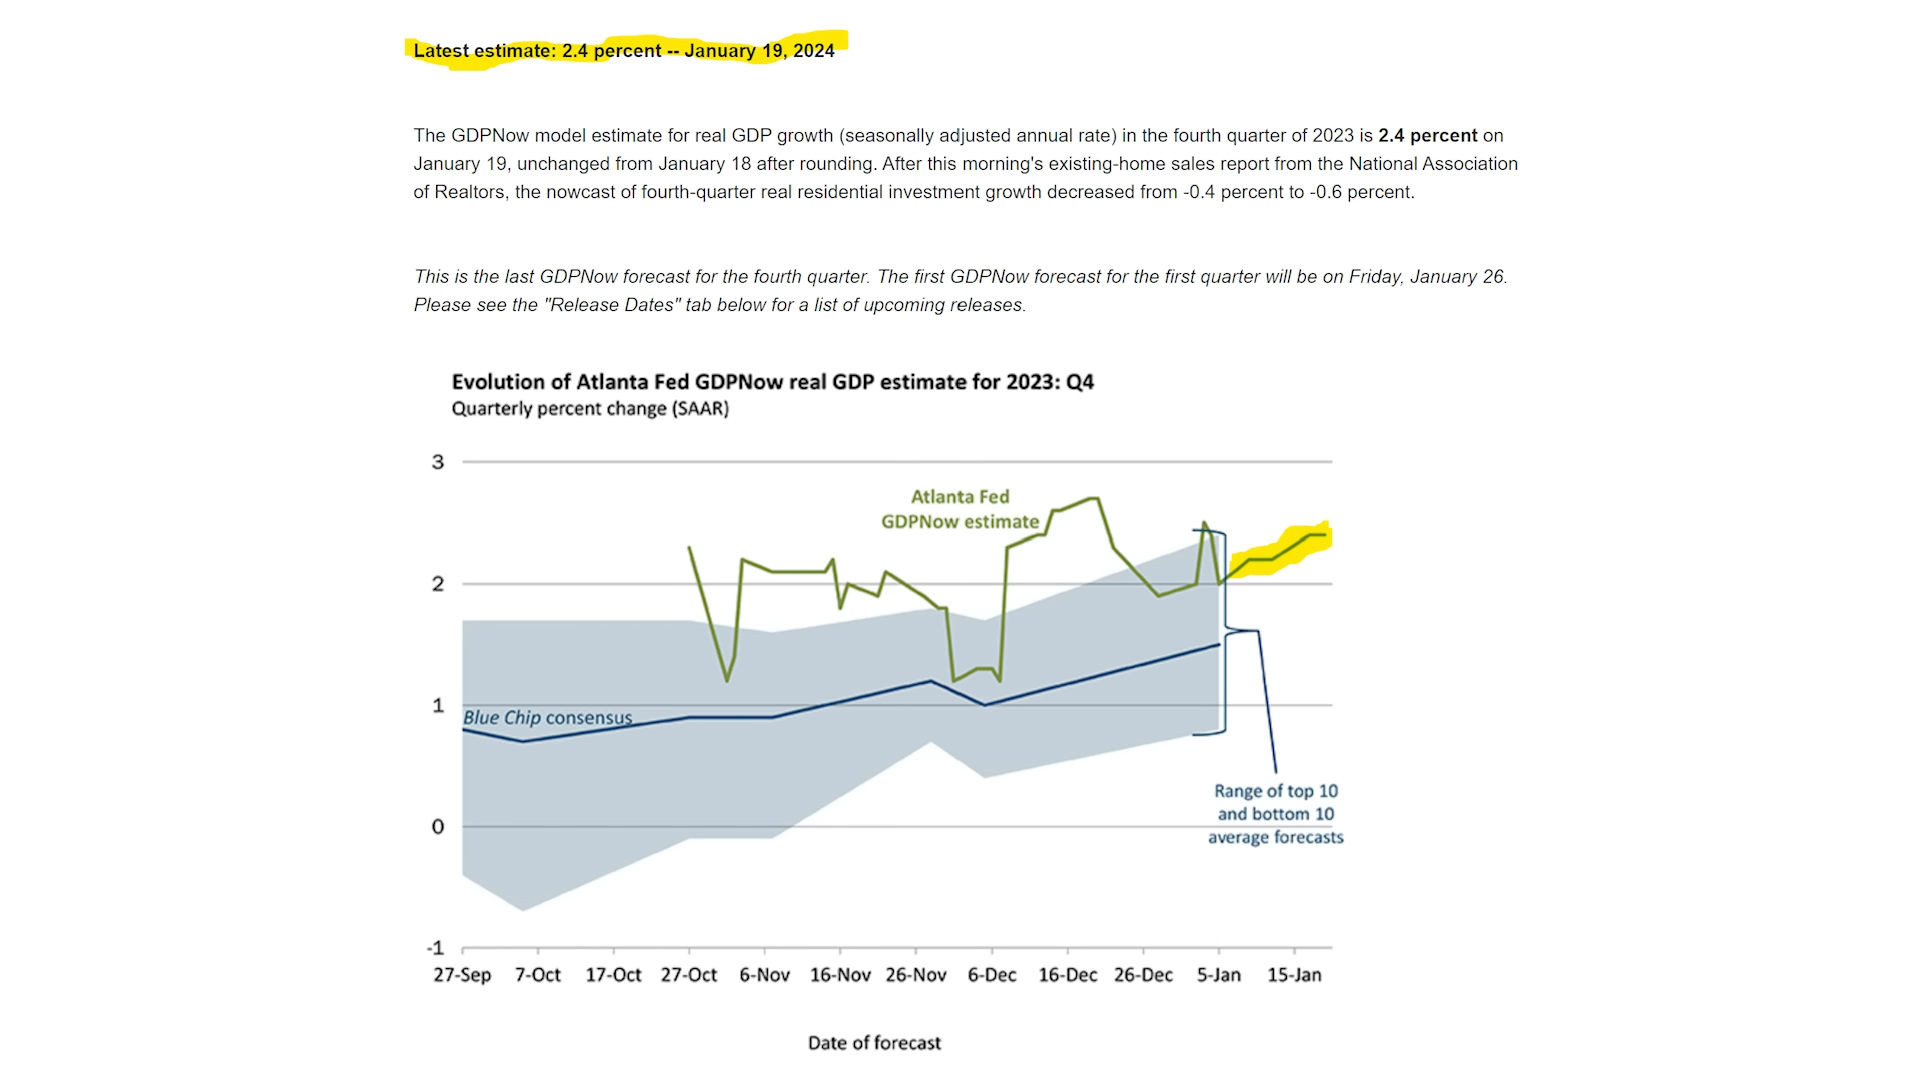 Latest estimate: 2.4 percent -- January 19, 2024
The GDPNow model estimate for real GDP growth (seasonally adjusted annual rate) in the fourth quarter of 2023 is 2.4 percent on
January 19, unchanged from January 18 after rounding. After this morning's existing-home sales report from the National Association
of Realtors, the nowcast of fourth-quarter real residential investment growth decreased from -0.4 percent to -0.6 percent.
This is the last GDPNow forecast for the fourth quarter. The first GDPNow forecast for the first quarter will be on Friday, January 26.
Please see the "Release Dates" tab below for a list of upcoming releases.
Evolution of Atlanta Fed GDPNow real GDP estimate for 2023: Q4
Quarterly percent change (SAAR)
3
Atlanta Fed
GDPNow estimate
2
1
Blue Chip consensus
Range of top 10
and bottom 10
average forecasts
0
-1
27-Sep 7-Oct 17-Oct 27-Oct 6-Nov 16-Nov 26-Nov 6-Dec 16-Dec 26-Dec 5-Jan 15-Jan
Date of forecast